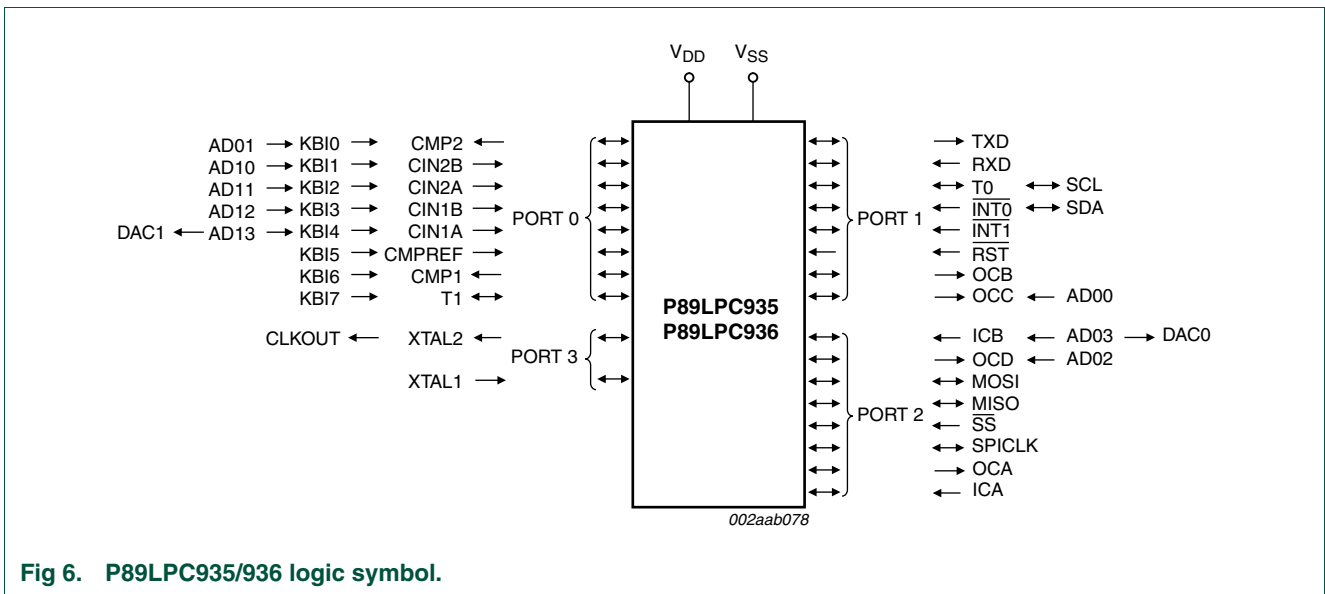 VDD VSS
AD01 KBI0 CMP2 TXD
AD10 KBI1 CIN2B RXD
AD11 KBI2 CIN2A T0 SCL
AD12 KBI3 CIN1B PORT 0 PORT 1 INT0 SDA
DAC1 AD13 KBI4 CIN1A INT1
KBI5 CMPREF RST
KBI6 CMP1 OCB
KBI7 T1 OCC AD00
P89LPC935
P89LPC936
CLKOUT XTAL2 PORT 3 ICB AD03 DAC0
OCD AD02
XTAL1 MOSI
MISO
PORT 2 SS
SPICLK
OCA
ICA
002aab078
Fig 6. P89LPC935/936 logic symbol.